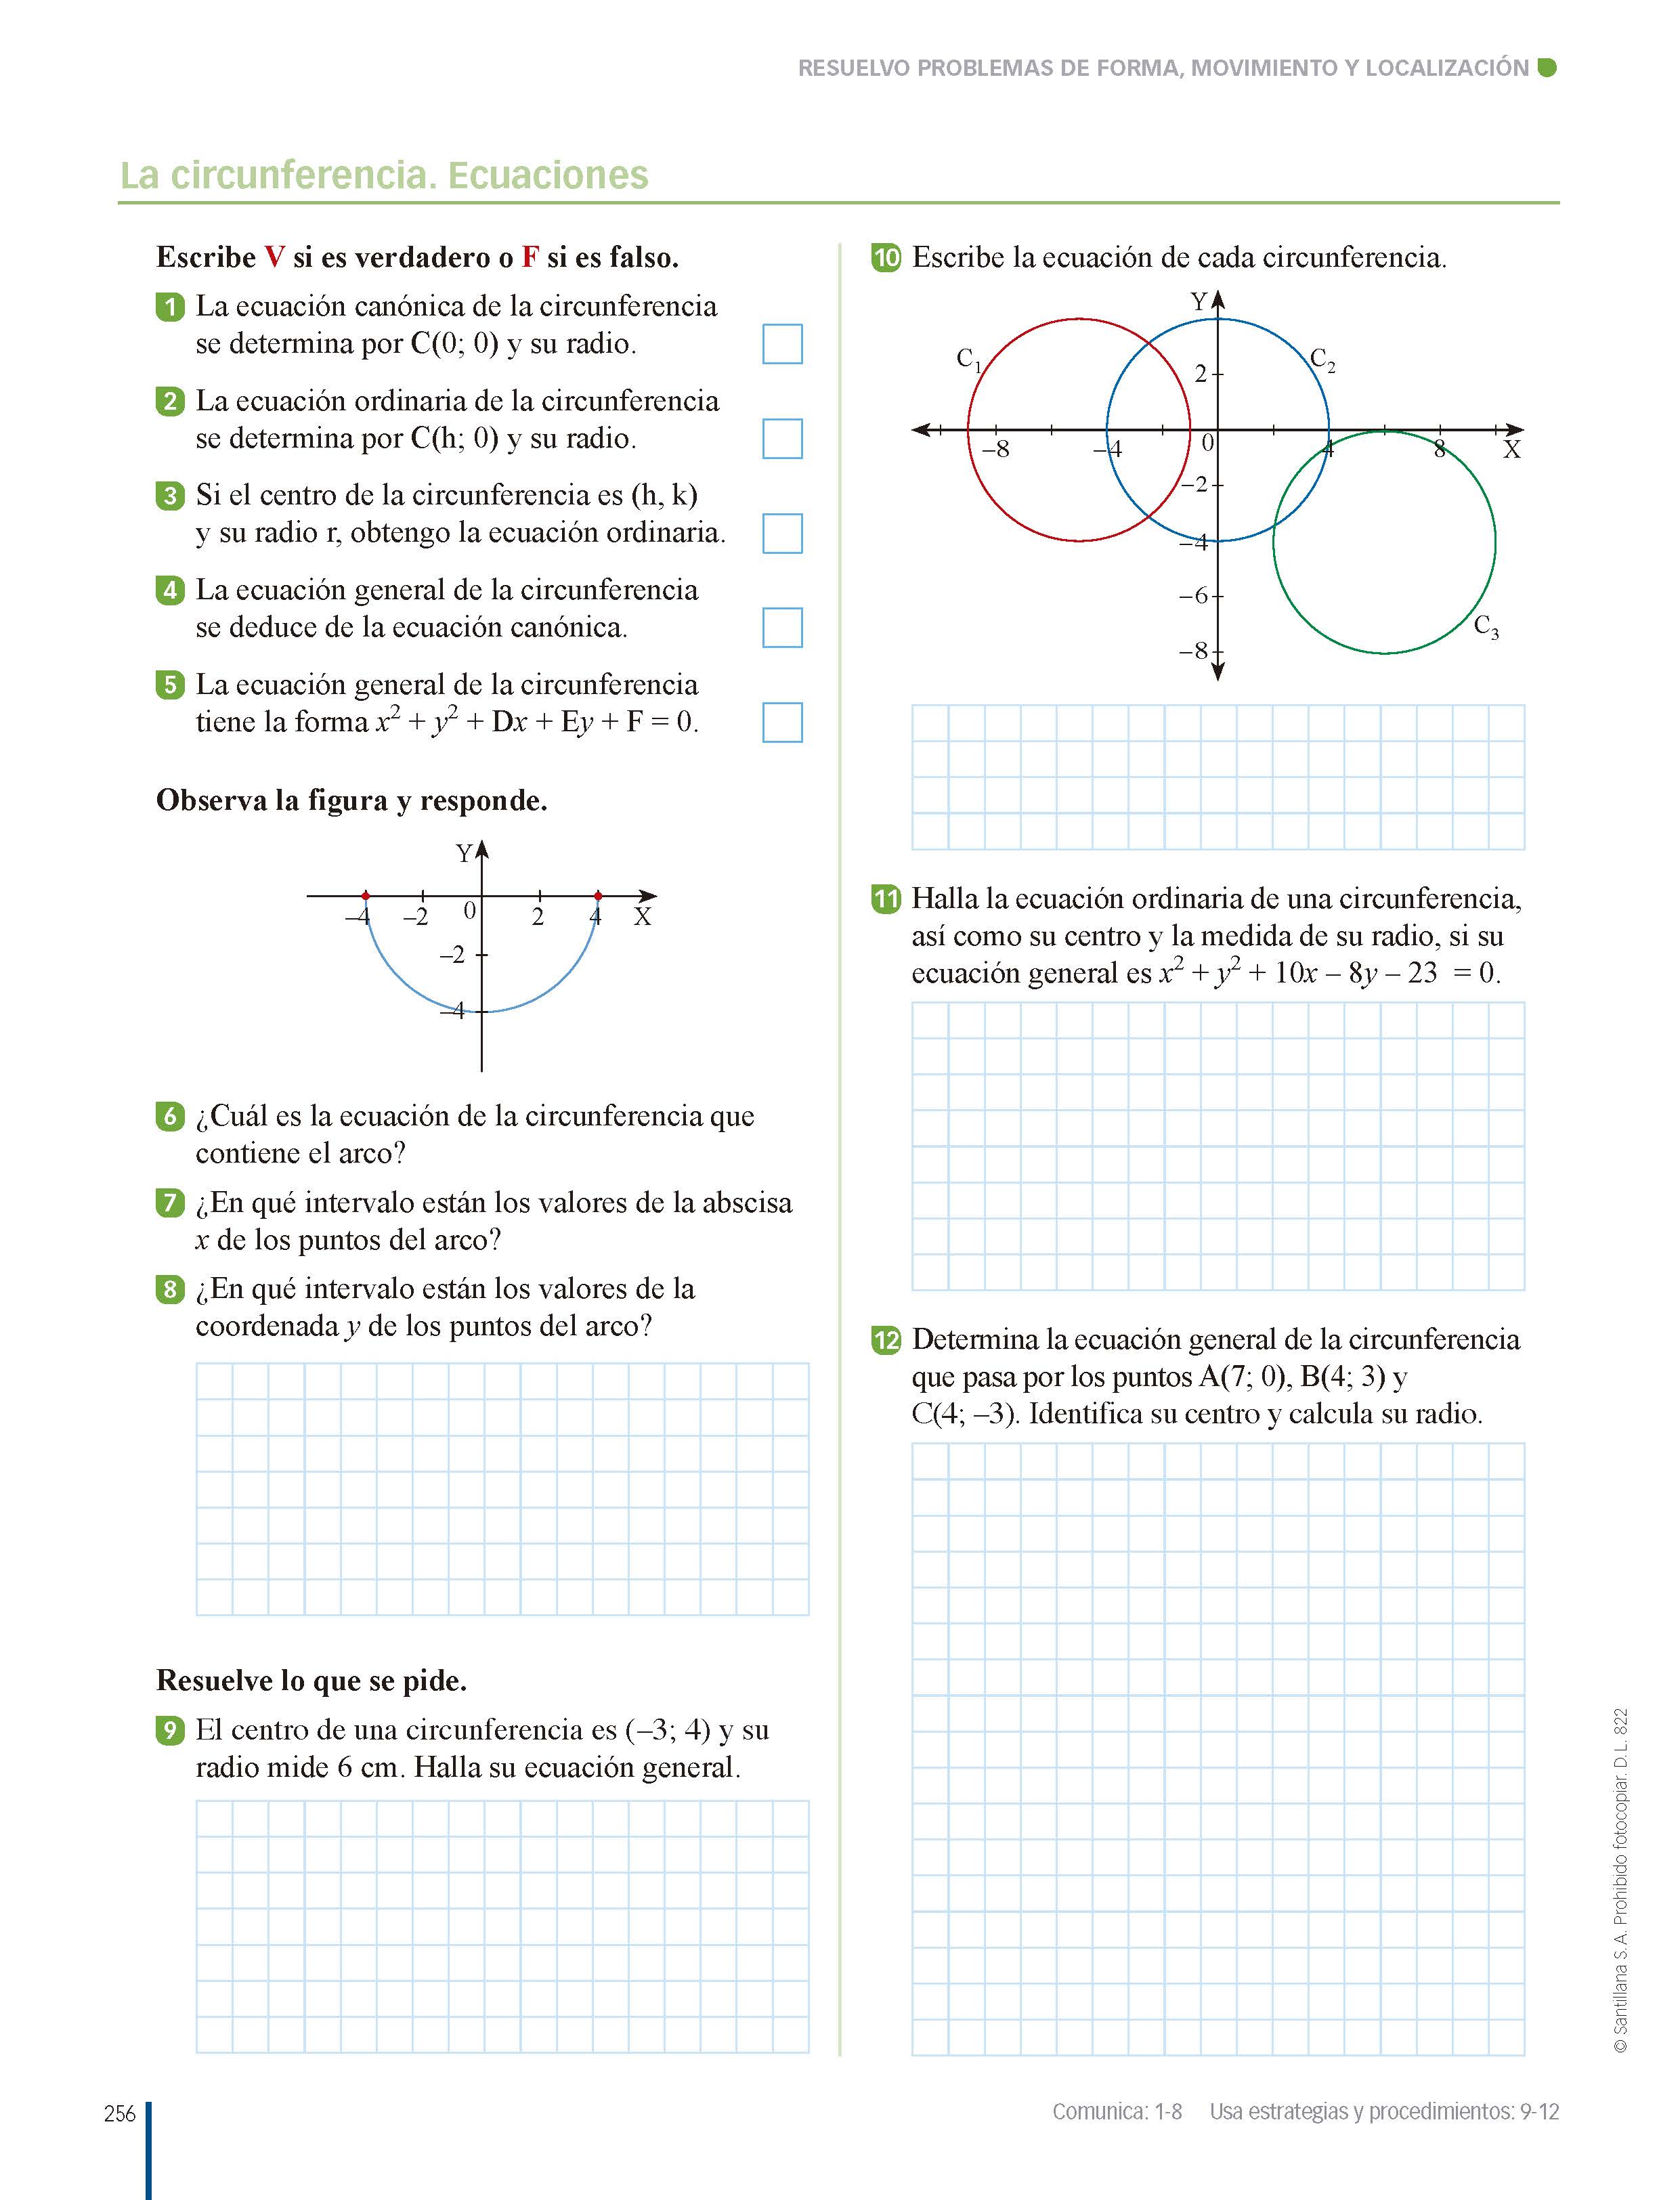 RESUELVO PROBLEMAS DE FORMA, MOVIMIENTO Y LOCALIZACIÓN
La circunferencia. Ecuaciones
Escribe V si es verdadero o F si es falso.
1 La ecuación canónica de la circunferencia
se determina por C(0; 0) y su radio.
2 La ecuación ordinaria de la circunferencia
se determina por C(h; 0) y su radio.
3 Si el centro de la circunferencia es (h, k)
y su radio r, obtengo la ecuación ordinaria.
4 La ecuación general de la circunferencia
se deduce de la ecuación canónica.
5 La ecuación general de la circunferencia
tiene la forma x² + y² + Dx + Ey + F = 0.
Observa la figura y responde.
Y
–4 –2 0 2 4 X
–2
–4
6 ¿Cuál es la ecuación de la circunferencia que
contiene el arco?
7 ¿En qué intervalo están los valores de la abscisa
x de los puntos del arco?
8 ¿En qué intervalo están los valores de la
coordenada y de los puntos del arco?
Resuelve lo que se pide.
9 El centro de una circunferencia es (–3; 4) y su
radio mide 6 cm. Halla su ecuación general.
10 Escribe la ecuación de cada circunferencia.
Y
C₁ C₂
2
–8 –4 0 4 8 X
–2
–4
–6
C₃
–8
11 Halla la ecuación ordinaria de una circunferencia,
así como su centro y la medida de su radio, si su
ecuación general es x² + y² + 10x – 8y – 23 = 0.
12 Determina la ecuación general de la circunferencia
que pasa por los puntos A(7; 0), B(4; 3) y
C(4; –3). Identifica su centro y calcula su radio.
© Santillana S. A. Prohibido fotocopiar. D. L. 822
256
Comunica: 1-8 Usa estrategias y procedimientos: 9-12